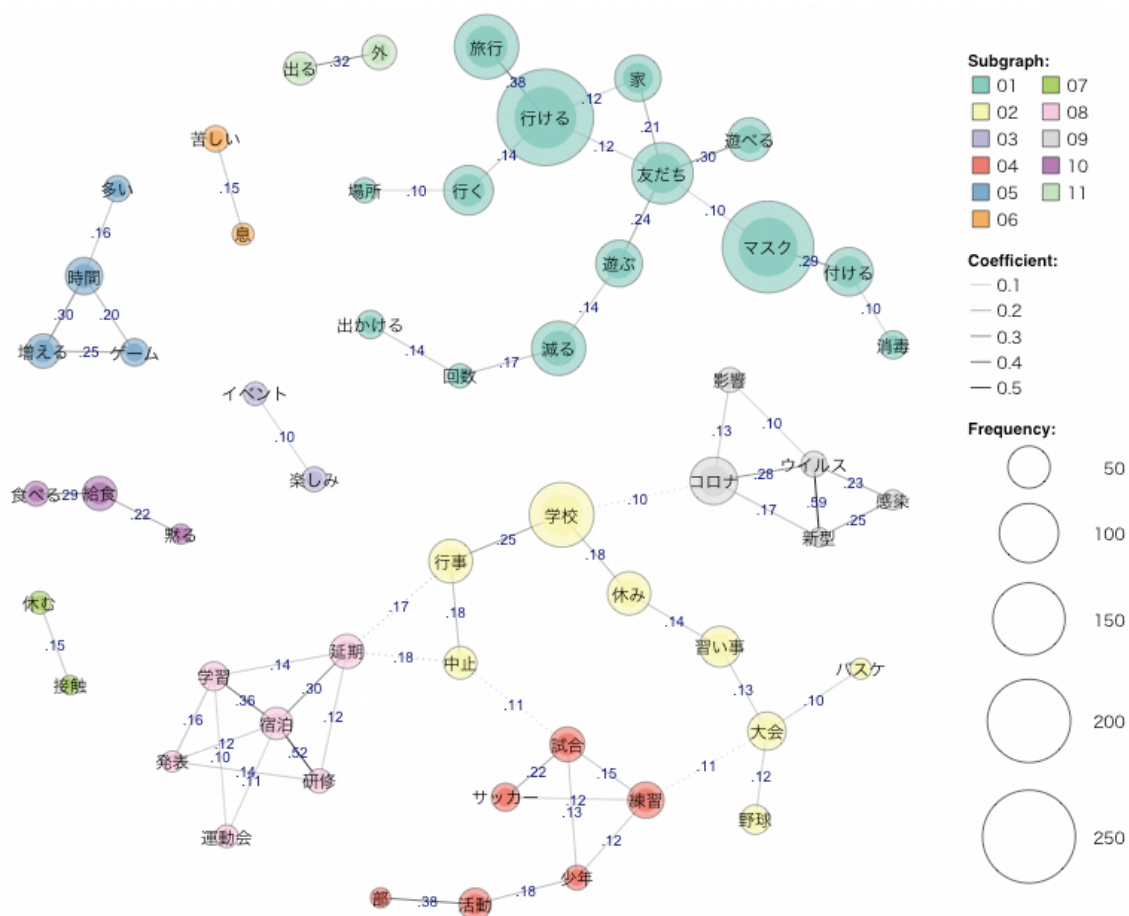 旅行
外
.32
出る
.38
家
Subgraph:
01
07
.12
行ける
02
08
.21
03
09
苦しい
.12
.30
遊べる
04
10
.14
友だち
05
11
多い
.15
場所
.10
行く
06
.10
.24
.16
息
マスク
.29
付ける
Coefficient:
時間
遊ぶ
0.1
.30
.20
.14
.10
0.2
出かける
0.3
増える
.25
ゲーム
.14
減る
消毒
0.4
回数
.17
0.5
イベント
影響
Frequency:
.10
.13
.10
50
楽しみ
コロナ
.28
ウイルス
食べる
.29
給食
.10
.59
.23
感染
.22
学校
.17
.25
100
黙る
.25
新型
行事
.18
休む
.17
.18
休み
150
.15
.14
延期
習い事
接触
学習
.14
.18
中止
バスケ
.36
.30
.13
.10
.16
宿泊
.12
.11
大会
200
.12
.52
試合
発表
.10
.11
.14
研修
.22
.15
.12
.11
サッカー
.12
練習
.13
野球
運動会
.12
250
少年
部
.38
活動
.18